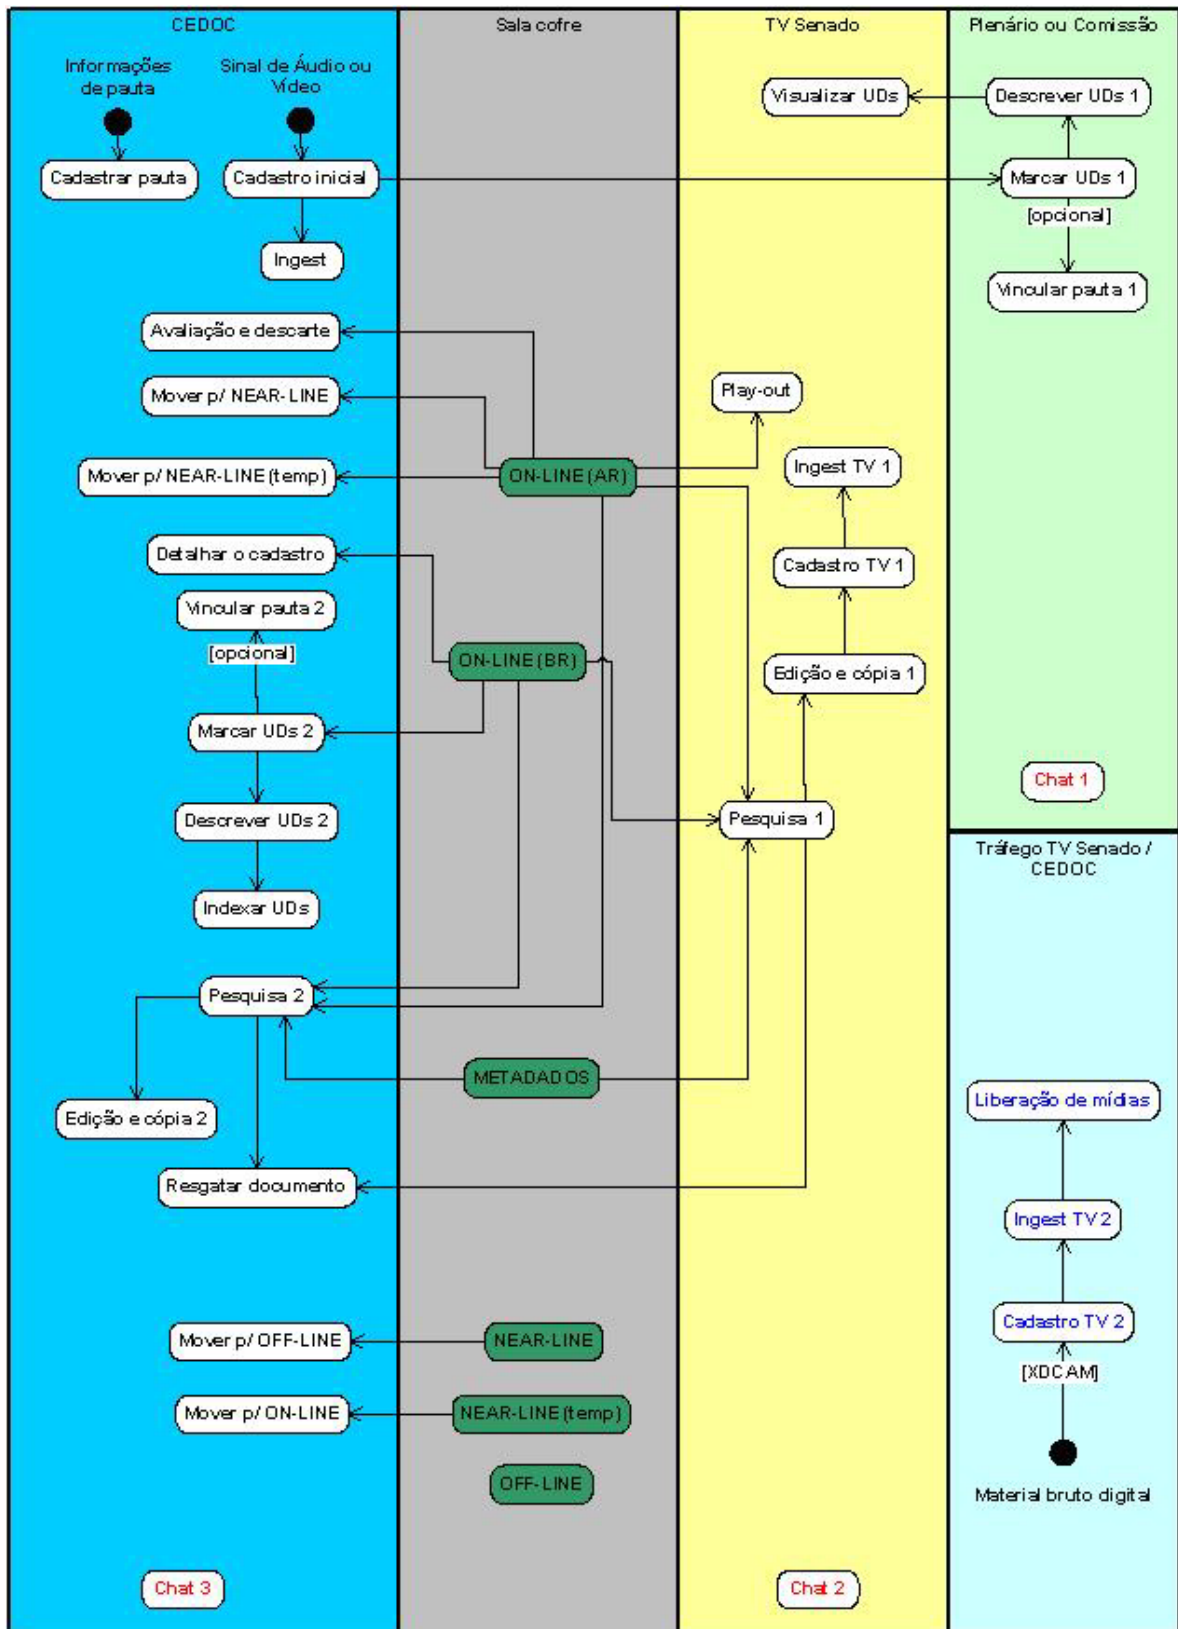 CEDOC
Sala cofre
TV Senado
Plenário ou Comissão
Informações
de pauta
Sinal de Áudio ou
Vídeo
Visualizar UDs
Descrever UDs 1
Cadastrar pauta
Cadastro inicial
Marcar UDs 1
[opcional]
Ingest
Vincular pauta 1
Avaliação e descarte
Mover p/ NEAR-LINE
Play-out
Mover p/ NEAR-LINE (temp)
ON-LINE (AR)
Ingest TV 1
Detalhar o cadastro
Cadastro TV 1
Vincular pauta 2
[opcional]
ON-LINE (BR)
Edição e cópia 1
Marcar UDs 2
Chat 1
Descrever UDs 2
Pesquisa 1
Tráfego TV Senado /
CEDOC
Indexar UDs
Pesquisa 2
METADADOS
Liberação de mídias
Edição e cópia 2
Resgatar documento
Ingest TV 2
Mover p/ OFF-LINE
NEAR-LINE
Cadastro TV 2
[XDCAM]
Mover p/ ON-LINE
NEAR-LINE (temp)
OFF-LINE
Material bruto digital
Chat 3
Chat 2